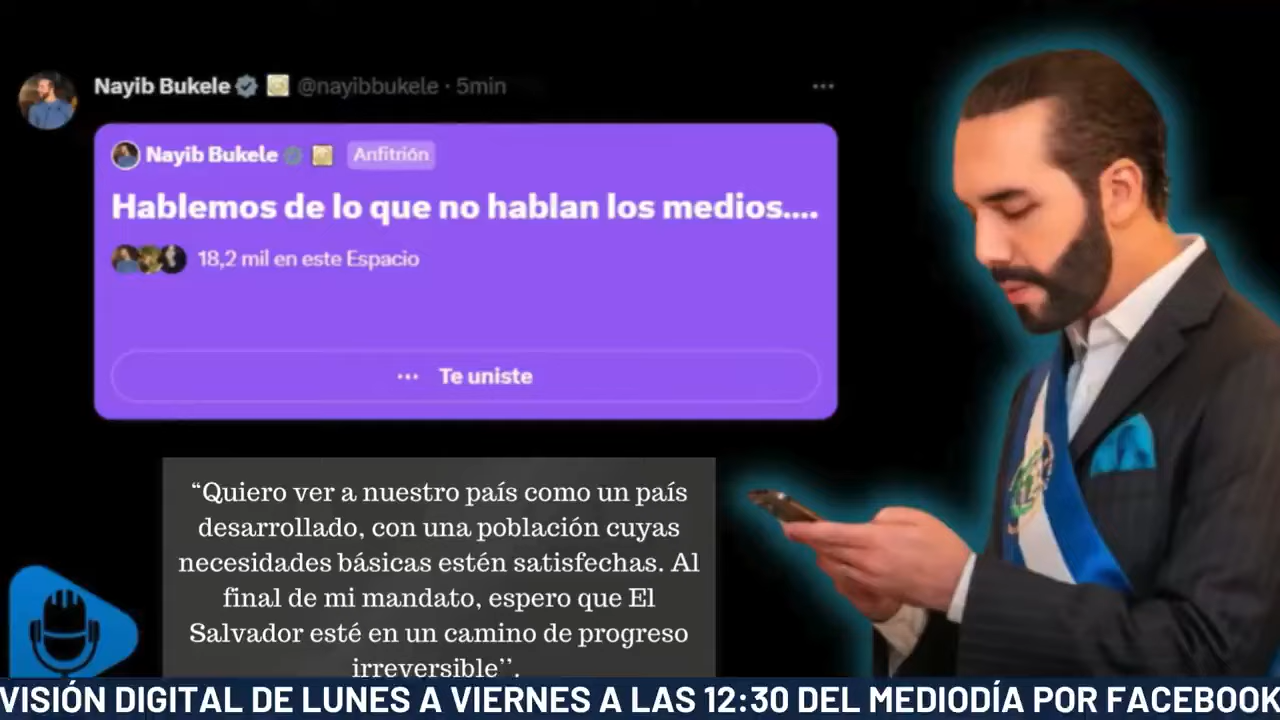 Nayib Bukele @nayibbukele · 5min
Nayib Bukele Anfitrión
Hablemos de lo que no hablan los medios....
18,2 mil en este Espacio
··· Te uniste
“Quiero ver a nuestro país como un país
desarrollado, con una población cuyas
necesidades básicas estén satisfechas. Al
final de mi mandato, espero que El
Salvador esté en un camino de progreso
irreversible’’.
VISIÓN DIGITAL DE LUNES A VIERNES A LAS 12:30 DEL MEDIODÍA POR FACEBOOK